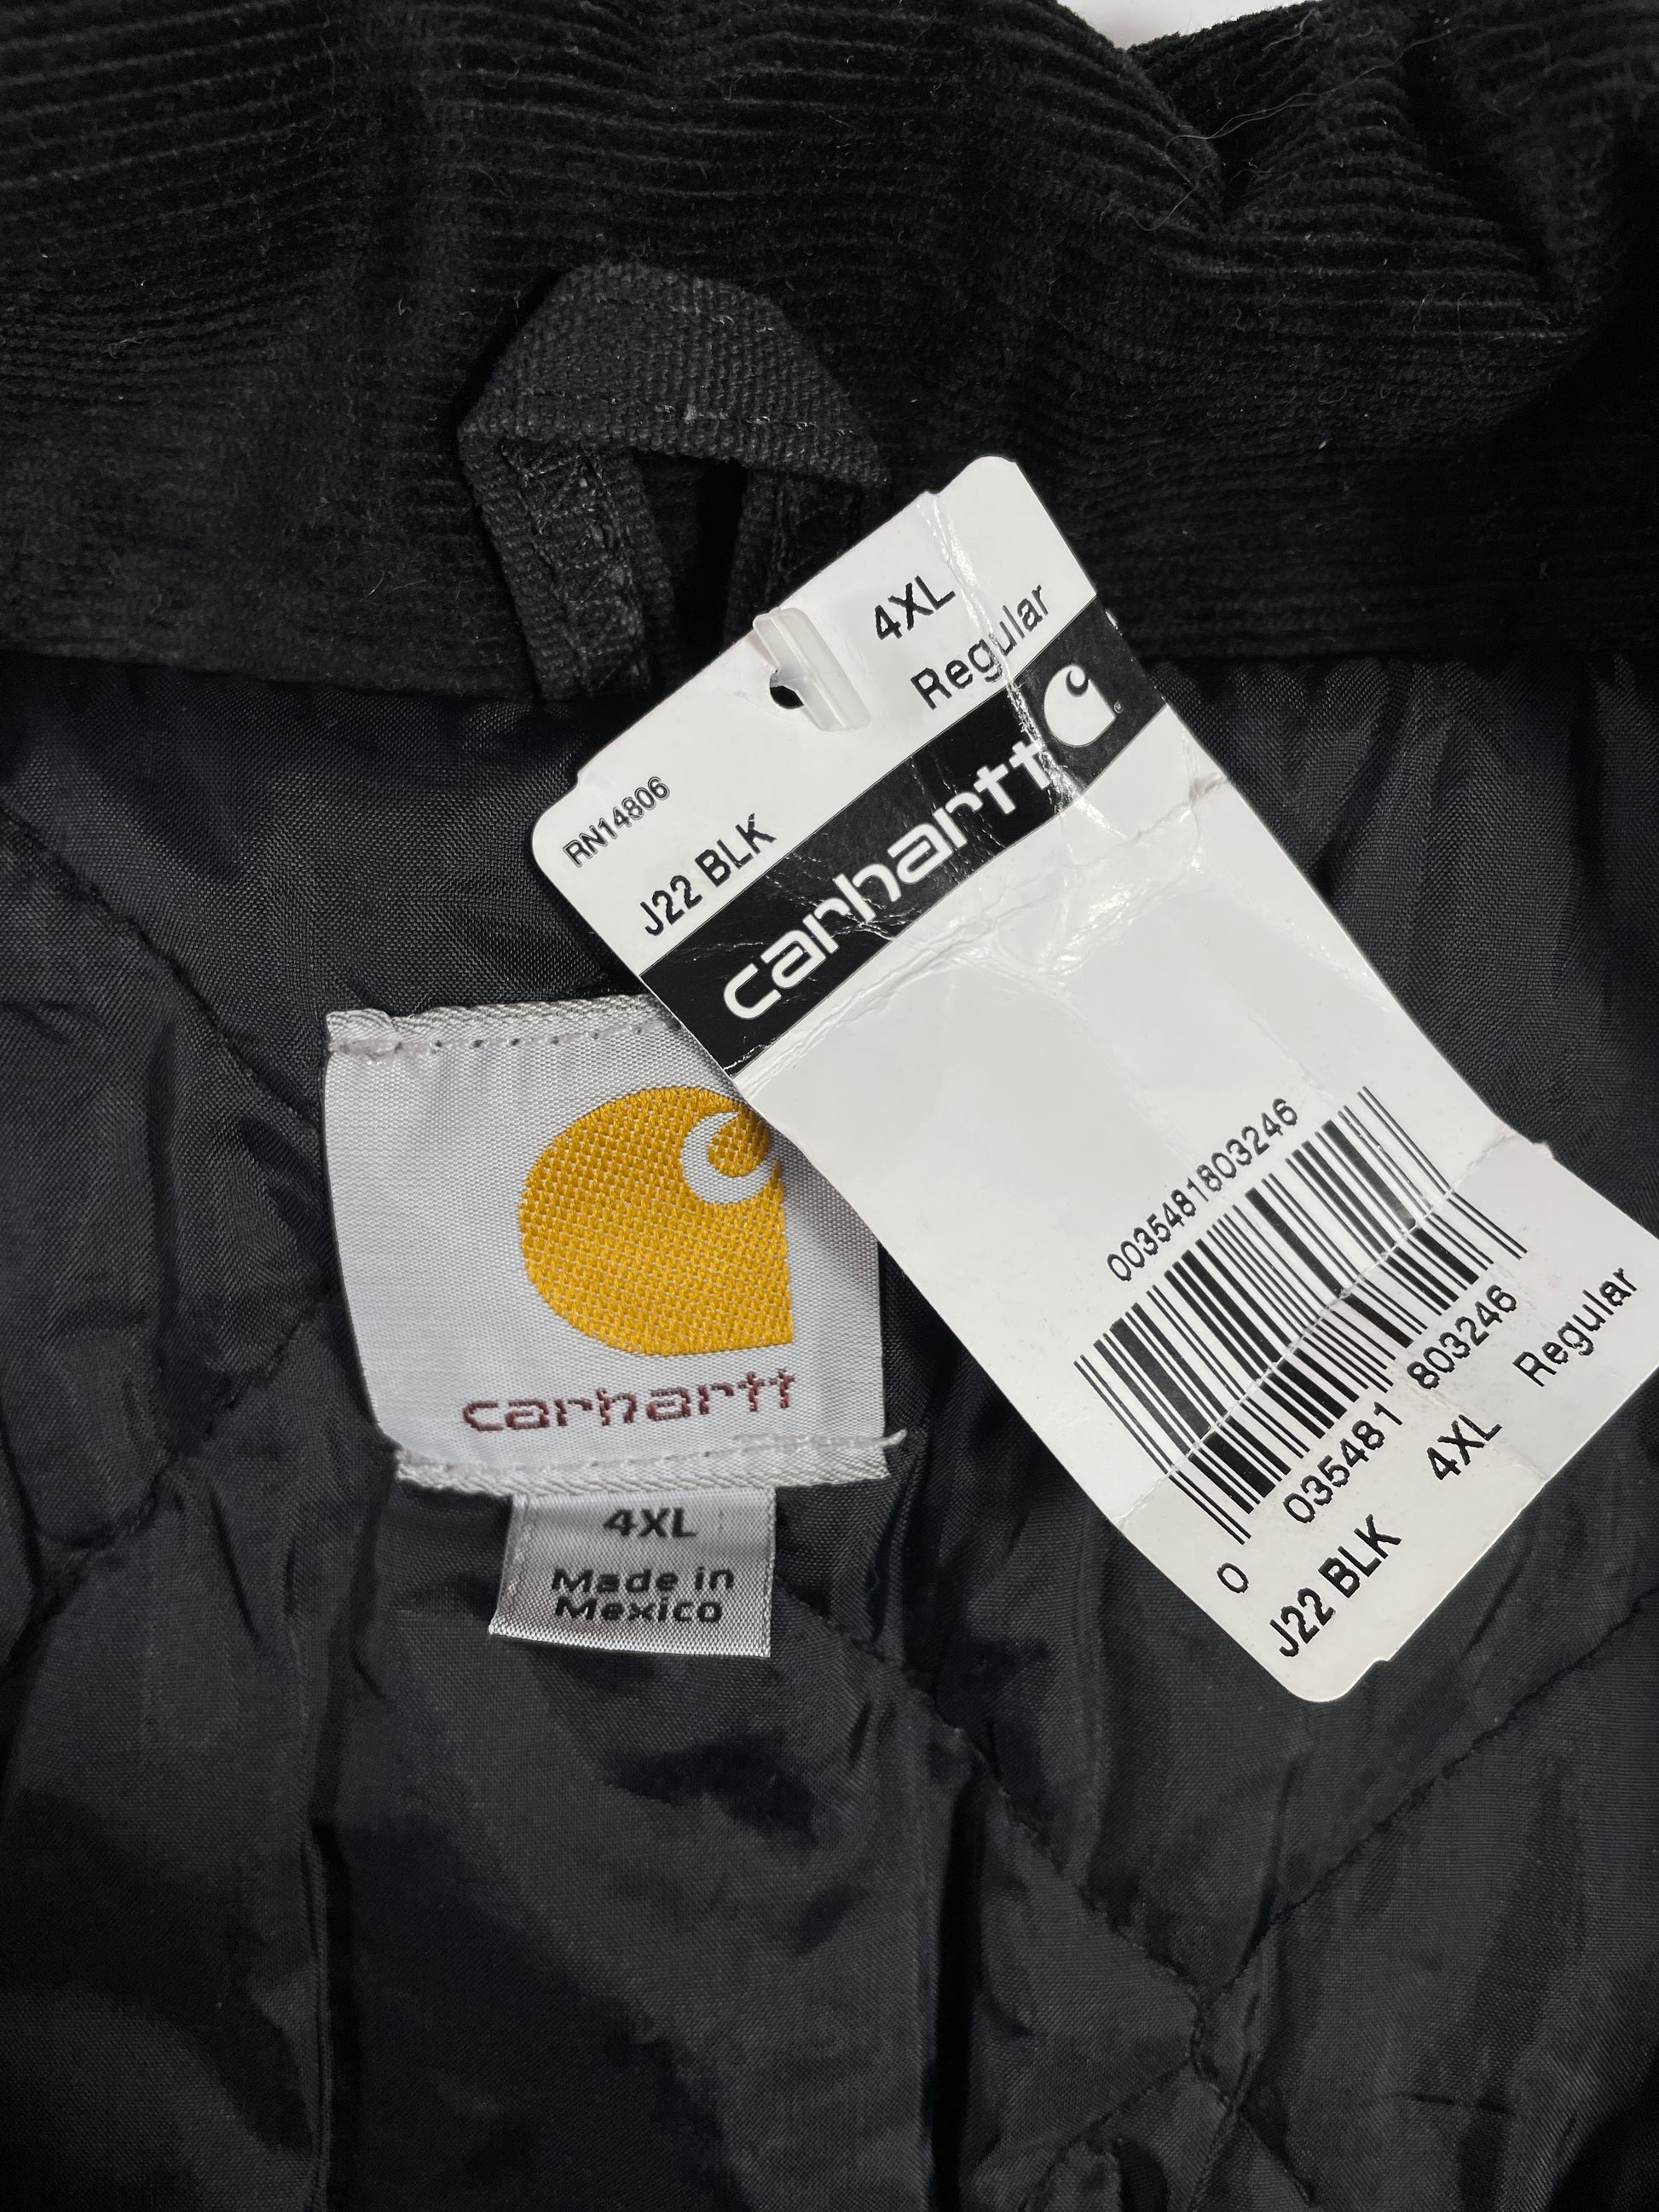 4XL
Regular
RN14806
J22 BLK
carhartt
0035481803246
0 035481 803246
J22 BLK 4XL Regular
carhartt
4XL
Made in
Mexico